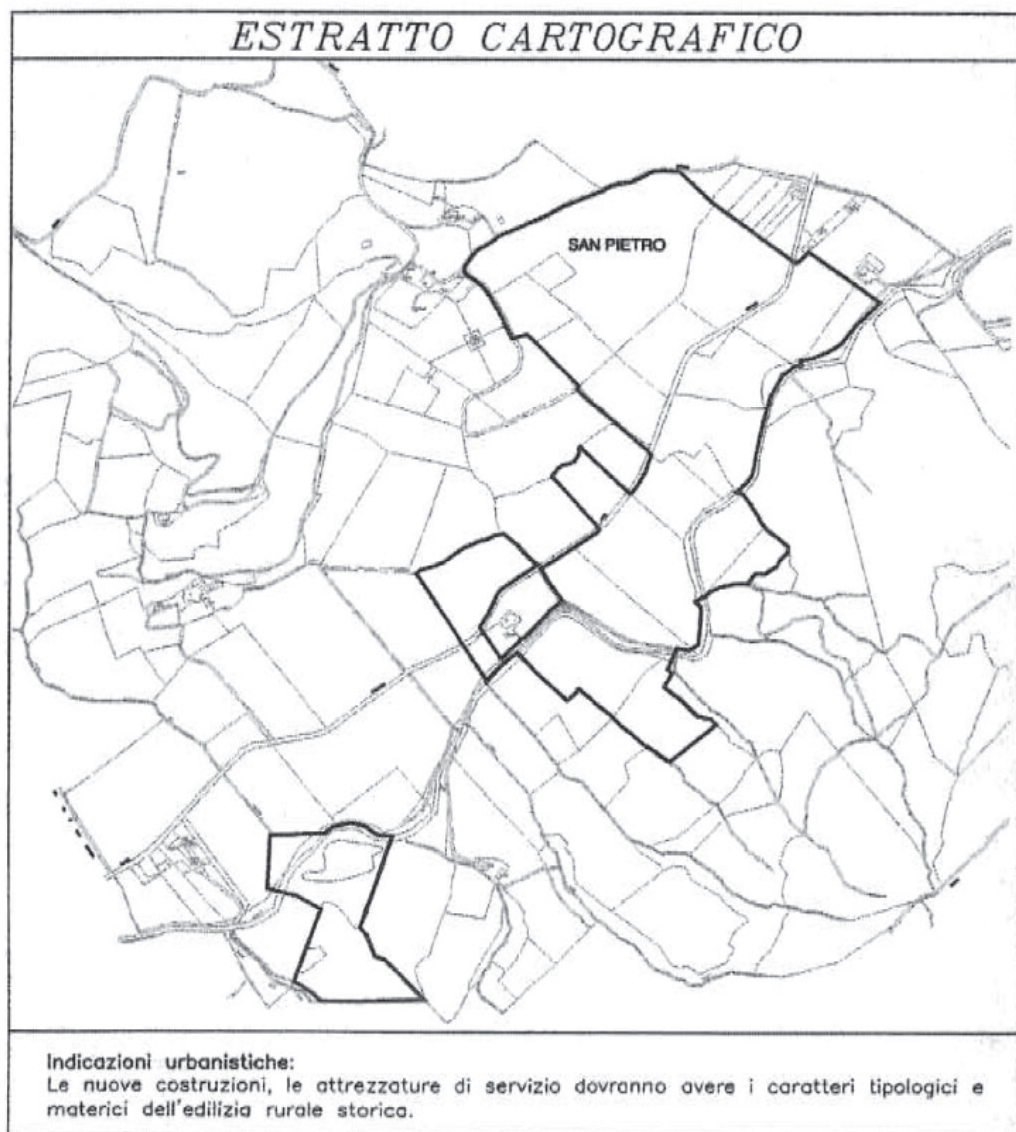 ESTRATTO CARTOGRAFICO
SAN PIETRO
Indicazioni urbanistiche:
Le nuove costruzioni, le attrezzature di servizio dovranno avere i caratteri tipologici e
materici dell'edilizia rurale storica.